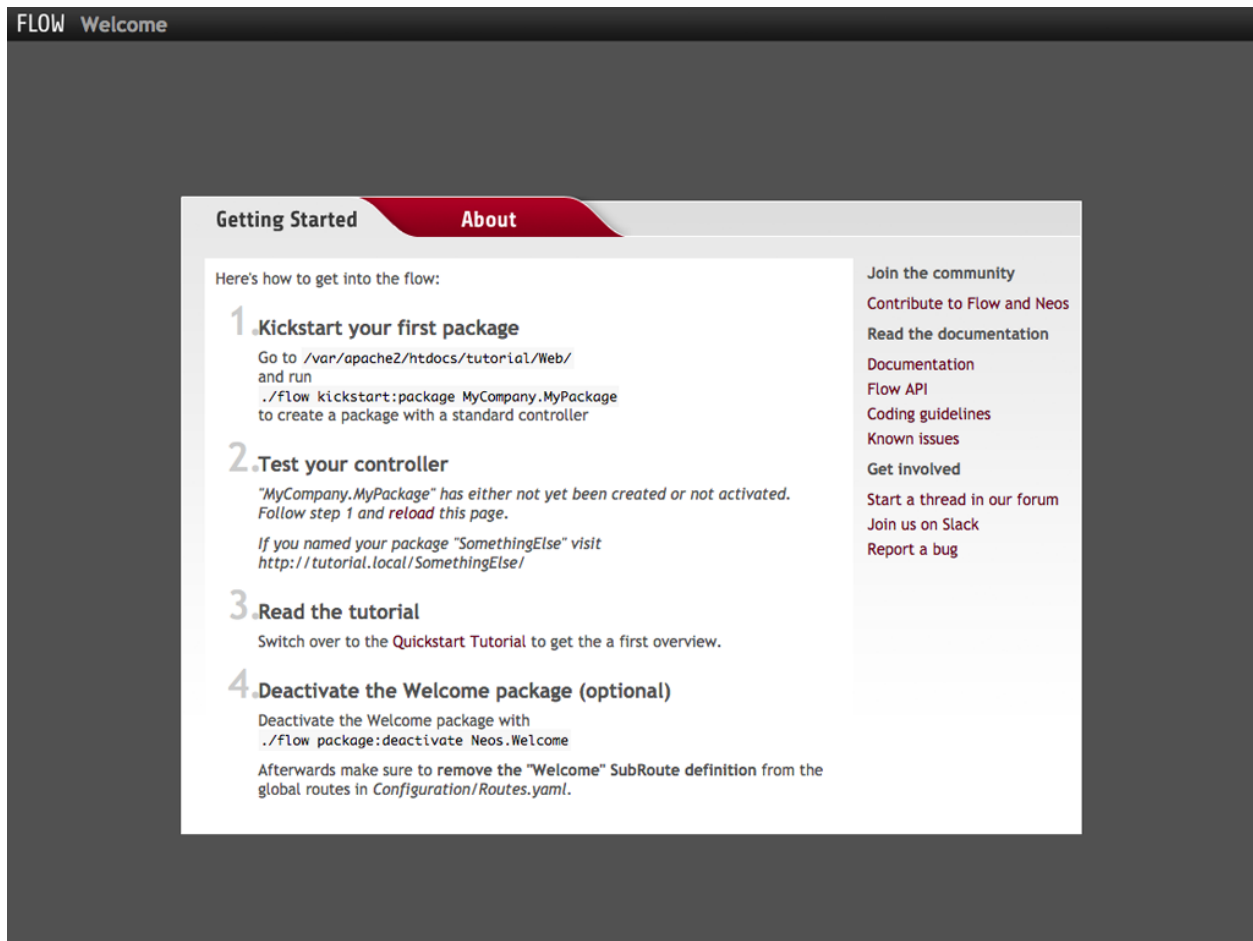 FLOW Welcome
Getting Started
About
Here's how to get into the flow:
1. Kickstart your first package
Go to /var/apache2/htdocs/tutorial/Web/
and run
./flow kickstart:package MyCompany.MyPackage
to create a package with a standard controller
2. Test your controller
"MyCompany.MyPackage" has either not yet been created or not activated.
Follow step 1 and reload this page.
If you named your package "SomethingElse" visit
http://tutorial.local/SomethingElse/
3. Read the tutorial
Switch over to the Quickstart Tutorial to get the a first overview.
4. Deactivate the Welcome package (optional)
Deactivate the Welcome package with
./flow package:deactivate Neos.Welcome
Afterwards make sure to remove the "Welcome" SubRoute definition from the
global routes in Configuration/Routes.yaml.
Join the community
Contribute to Flow and Neos
Read the documentation
Documentation
Flow API
Coding guidelines
Known issues
Get involved
Start a thread in our forum
Join us on Slack
Report a bug